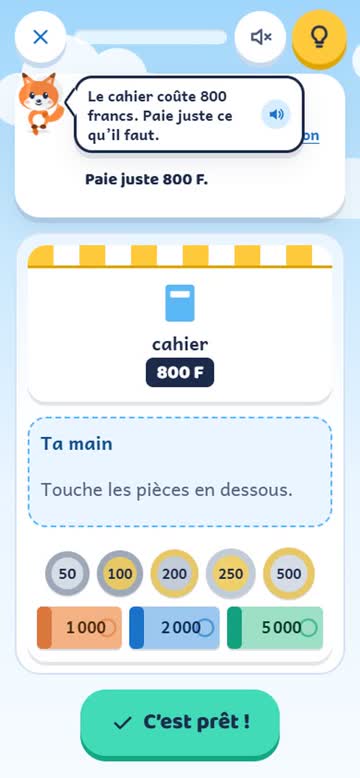 Le cahier coûte 800
francs. Paie juste ce
qu'il faut.
on
Paie juste 800 F.
cahier
800 F
Ta main
Touche les pièces en dessous.
50
100
200
250
500
1 000
2 000
5 000
C'est prêt !